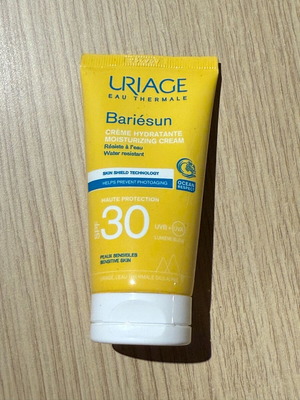 URIAGE
EAU THERMALE
Bariésun
CRÈME HYDRATANTE
MOISTURIZING CREAM
Résiste à l'eau
Water resistant
SKIN SHIELD TECHNOLOGY
HELPS PREVENT PHOTOAGING
OCEAN
RESPECT
HAUTE PROTECTION
SPF 30
UVB + UVA
PEAUX SENSIBLES
SENSITIVE SKIN